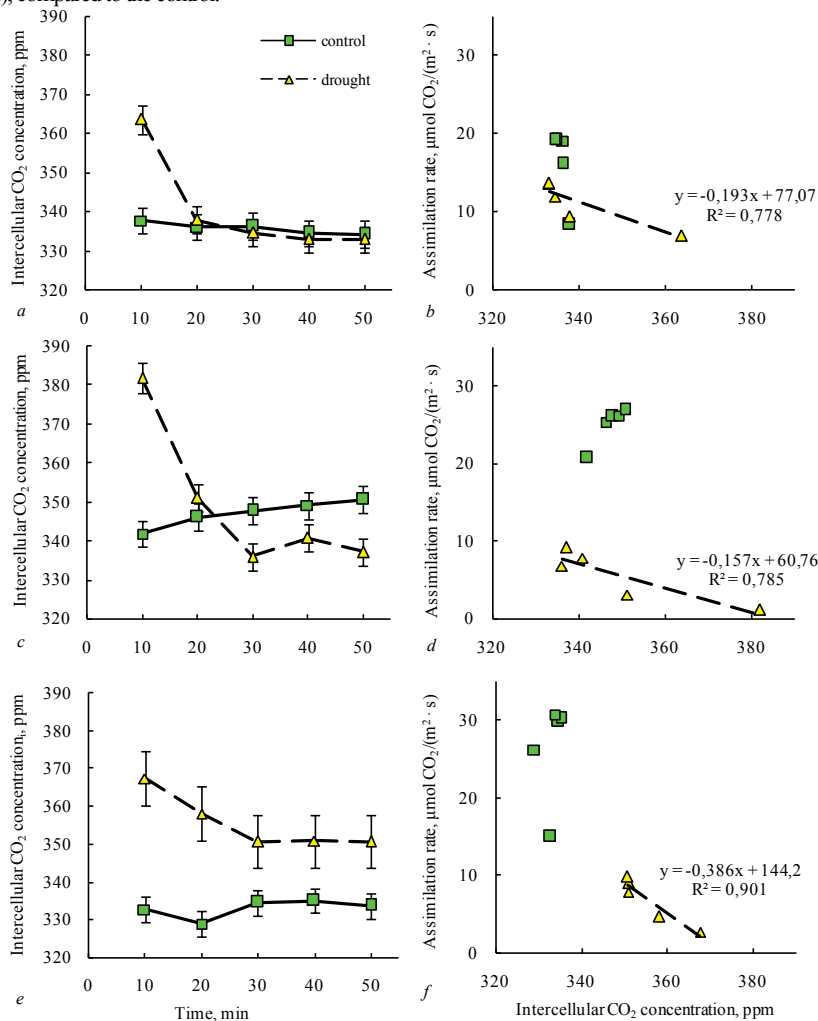 ), compared to the control.
Intercellular CO₂ concentration, ppm
390
380
370
360
350
340
330
320
0 10 20 30 40 50
control
drought
a
Assimilation rate, µmol CO₂/(m² · s)
30
20
10
0
320 340 360 380
y = -0,193x + 77,07
R² = 0,778
b
Intercellular CO₂ concentration, ppm
390
380
370
360
350
340
330
320
0 10 20 30 40 50
c
Assimilation rate, µmol CO₂/(m² · s)
30
20
10
0
320 340 360 380
y = -0,157x + 60,76
R² = 0,785
d
Intercellular CO₂ concentration,, ppm
390
380
370
360
350
340
330
320
0 10 20 30 40 50
e
Time, min
Assimilation rate, µmol CO₂/(m² · s)
30
20
10
0
320 340 360 380
y = -0,386x + 144,2
R² = 0,901
f
Intercellular CO₂ concentration, ppm